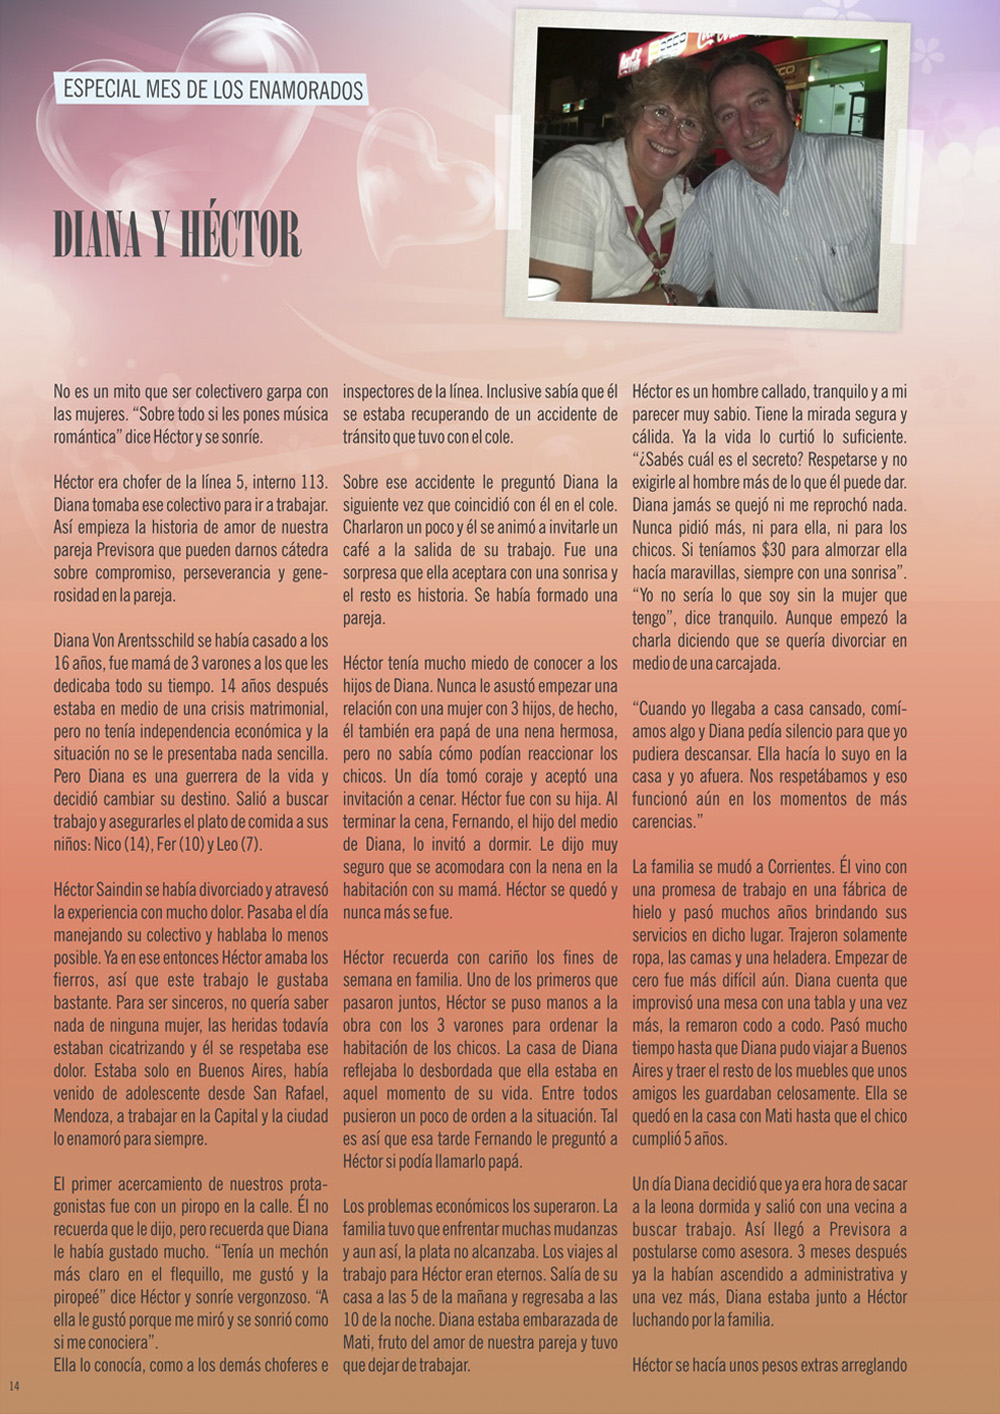 ESPECIAL MES DE LOS ENAMORADOS
DIANA Y HÉCTOR
No es un mito que ser colectivero garpa con
las mujeres. “Sobre todo si les pones música
romántica” dice Héctor y se sonríe.
Héctor era chofer de la línea 5, interno 113.
Diana tomaba ese colectivo para ir a trabajar.
Así empieza la historia de amor de nuestra
pareja Previsora que pueden darnos cátedra
sobre compromiso, perseverancia y gene-
rosidad en la pareja.
Diana Von Arentsschild se había casado a los
16 años, fue mamá de 3 varones a los que les
dedicaba todo su tiempo. 14 años después
estaba en medio de una crisis matrimonial,
pero no tenía independencia económica y la
situación no se le presentaba nada sencilla.
Pero Diana es una guerrera de la vida y
decidió cambiar su destino. Salió a buscar
trabajo y asegurarles el plato de comida a sus
niños: Nico (14), Fer (10) y Leo (7).
Héctor Saindin se había divorciado y atravesó
la experiencia con mucho dolor. Pasaba el día
manejando su colectivo y hablaba lo menos
posible. Ya en ese entonces Héctor amaba los
fierros, así que este trabajo le gustaba
bastante. Para ser sinceros, no quería saber
nada de ninguna mujer, las heridas todavía
estaban cicatrizando y él se respetaba ese
dolor. Estaba solo en Buenos Aires, había
venido de adolescente desde San Rafael,
Mendoza, a trabajar en la Capital y la ciudad
lo enamoró para siempre.
El primer acercamiento de nuestros prota-
gonistas fue con un piropo en la calle. Él no
recuerda que le dijo, pero recuerda que Diana
le había gustado mucho. “Tenía un mechón
más claro en el flequillo, me gustó y la
piropeé” dice Héctor y sonríe vergonzoso. “A
ella le gustó porque me miró y se sonrió como
si me conociera”.
Ella lo conocía, como a los demás choferes e
inspectores de la línea. Inclusive sabía que él
se estaba recuperando de un accidente de
tránsito que tuvo con el cole.
Sobre ese accidente le preguntó Diana la
siguiente vez que coincidió con él en el cole.
Charlaron un poco y él se animó a invitarle un
café a la salida de su trabajo. Fue una
sorpresa que ella aceptara con una sonrisa y
el resto es historia. Se había formado una
pareja.
Héctor tenía mucho miedo de conocer a los
hijos de Diana. Nunca le asustó empezar una
relación con una mujer con 3 hijos, de hecho,
él también era papá de una nena hermosa,
pero no sabía cómo podían reaccionar los
chicos. Un día tomó coraje y aceptó una
invitación a cenar. Héctor fue con su hija. Al
terminar la cena, Fernando, el hijo del medio
de Diana, lo invitó a dormir. Le dijo muy
seguro que se acomodara con la nena en la
habitación con su mamá. Héctor se quedó y
nunca más se fue.
Héctor recuerda con cariño los fines de
semana en familia. Uno de los primeros que
pasaron juntos, Héctor se puso manos a la
obra con los 3 varones para ordenar la
habitación de los chicos. La casa de Diana
reflejaba lo desbordada que ella estaba en
aquel momento de su vida. Entre todos
pusieron un poco de orden a la situación. Tal
es así que esa tarde Fernando le preguntó a
Héctor si podía llamarlo papá.
Los problemas económicos los superaron. La
familia tuvo que enfrentar muchas mudanzas
y aun así, la plata no alcanzaba. Los viajes al
trabajo para Héctor eran eternos. Salía de su
casa a las 5 de la mañana y regresaba a las
10 de la noche. Diana estaba embarazada de
Mati, fruto del amor de nuestra pareja y tuvo
que dejar de trabajar.
Héctor es un hombre callado, tranquilo y a mi
parecer muy sabio. Tiene la mirada segura y
cálida. Ya la vida lo curtió lo suficiente.
“¿Sabés cuál es el secreto? Respetarse y no
exigirle al hombre más de lo que él puede dar.
Diana jamás se quejó ni me reprochó nada.
Nunca pidió más, ni para ella, ni para los
chicos. Si teníamos $30 para almorzar ella
hacía maravillas, siempre con una sonrisa”.
“Yo no sería lo que soy sin la mujer que
tengo”, dice tranquilo. Aunque empezó la
charla diciendo que se quería divorciar en
medio de una carcajada.
“Cuando yo llegaba a casa cansado, comí-
amos algo y Diana pedía silencio para que yo
pudiera descansar. Ella hacía lo suyo en la
casa y yo afuera. Nos respetábamos y eso
funcionó aún en los momentos de más
carencias.”
La familia se mudó a Corrientes. Él vino con
una promesa de trabajo en una fábrica de
hielo y pasó muchos años brindando sus
servicios en dicho lugar. Trajeron solamente
ropa, las camas y una heladera. Empezar de
cero fue más difícil aún. Diana cuenta que
improvisó una mesa con una tabla y una vez
más, la remaron codo a codo. Pasó mucho
tiempo hasta que Diana pudo viajar a Buenos
Aires y traer el resto de los muebles que unos
amigos les guardaban celosamente. Ella se
quedó en la casa con Mati hasta que el chico
cumplió 5 años.
Un día Diana decidió que ya era hora de sacar
a la leona dormida y salió con una vecina a
buscar trabajo. Así llegó a Previsora a
postularse como asesora. 3 meses después
ya la habían ascendido a administrativa y
una vez más, Diana estaba junto a Héctor
luchando por la familia.
Héctor se hacía unos pesos extras arreglando
14